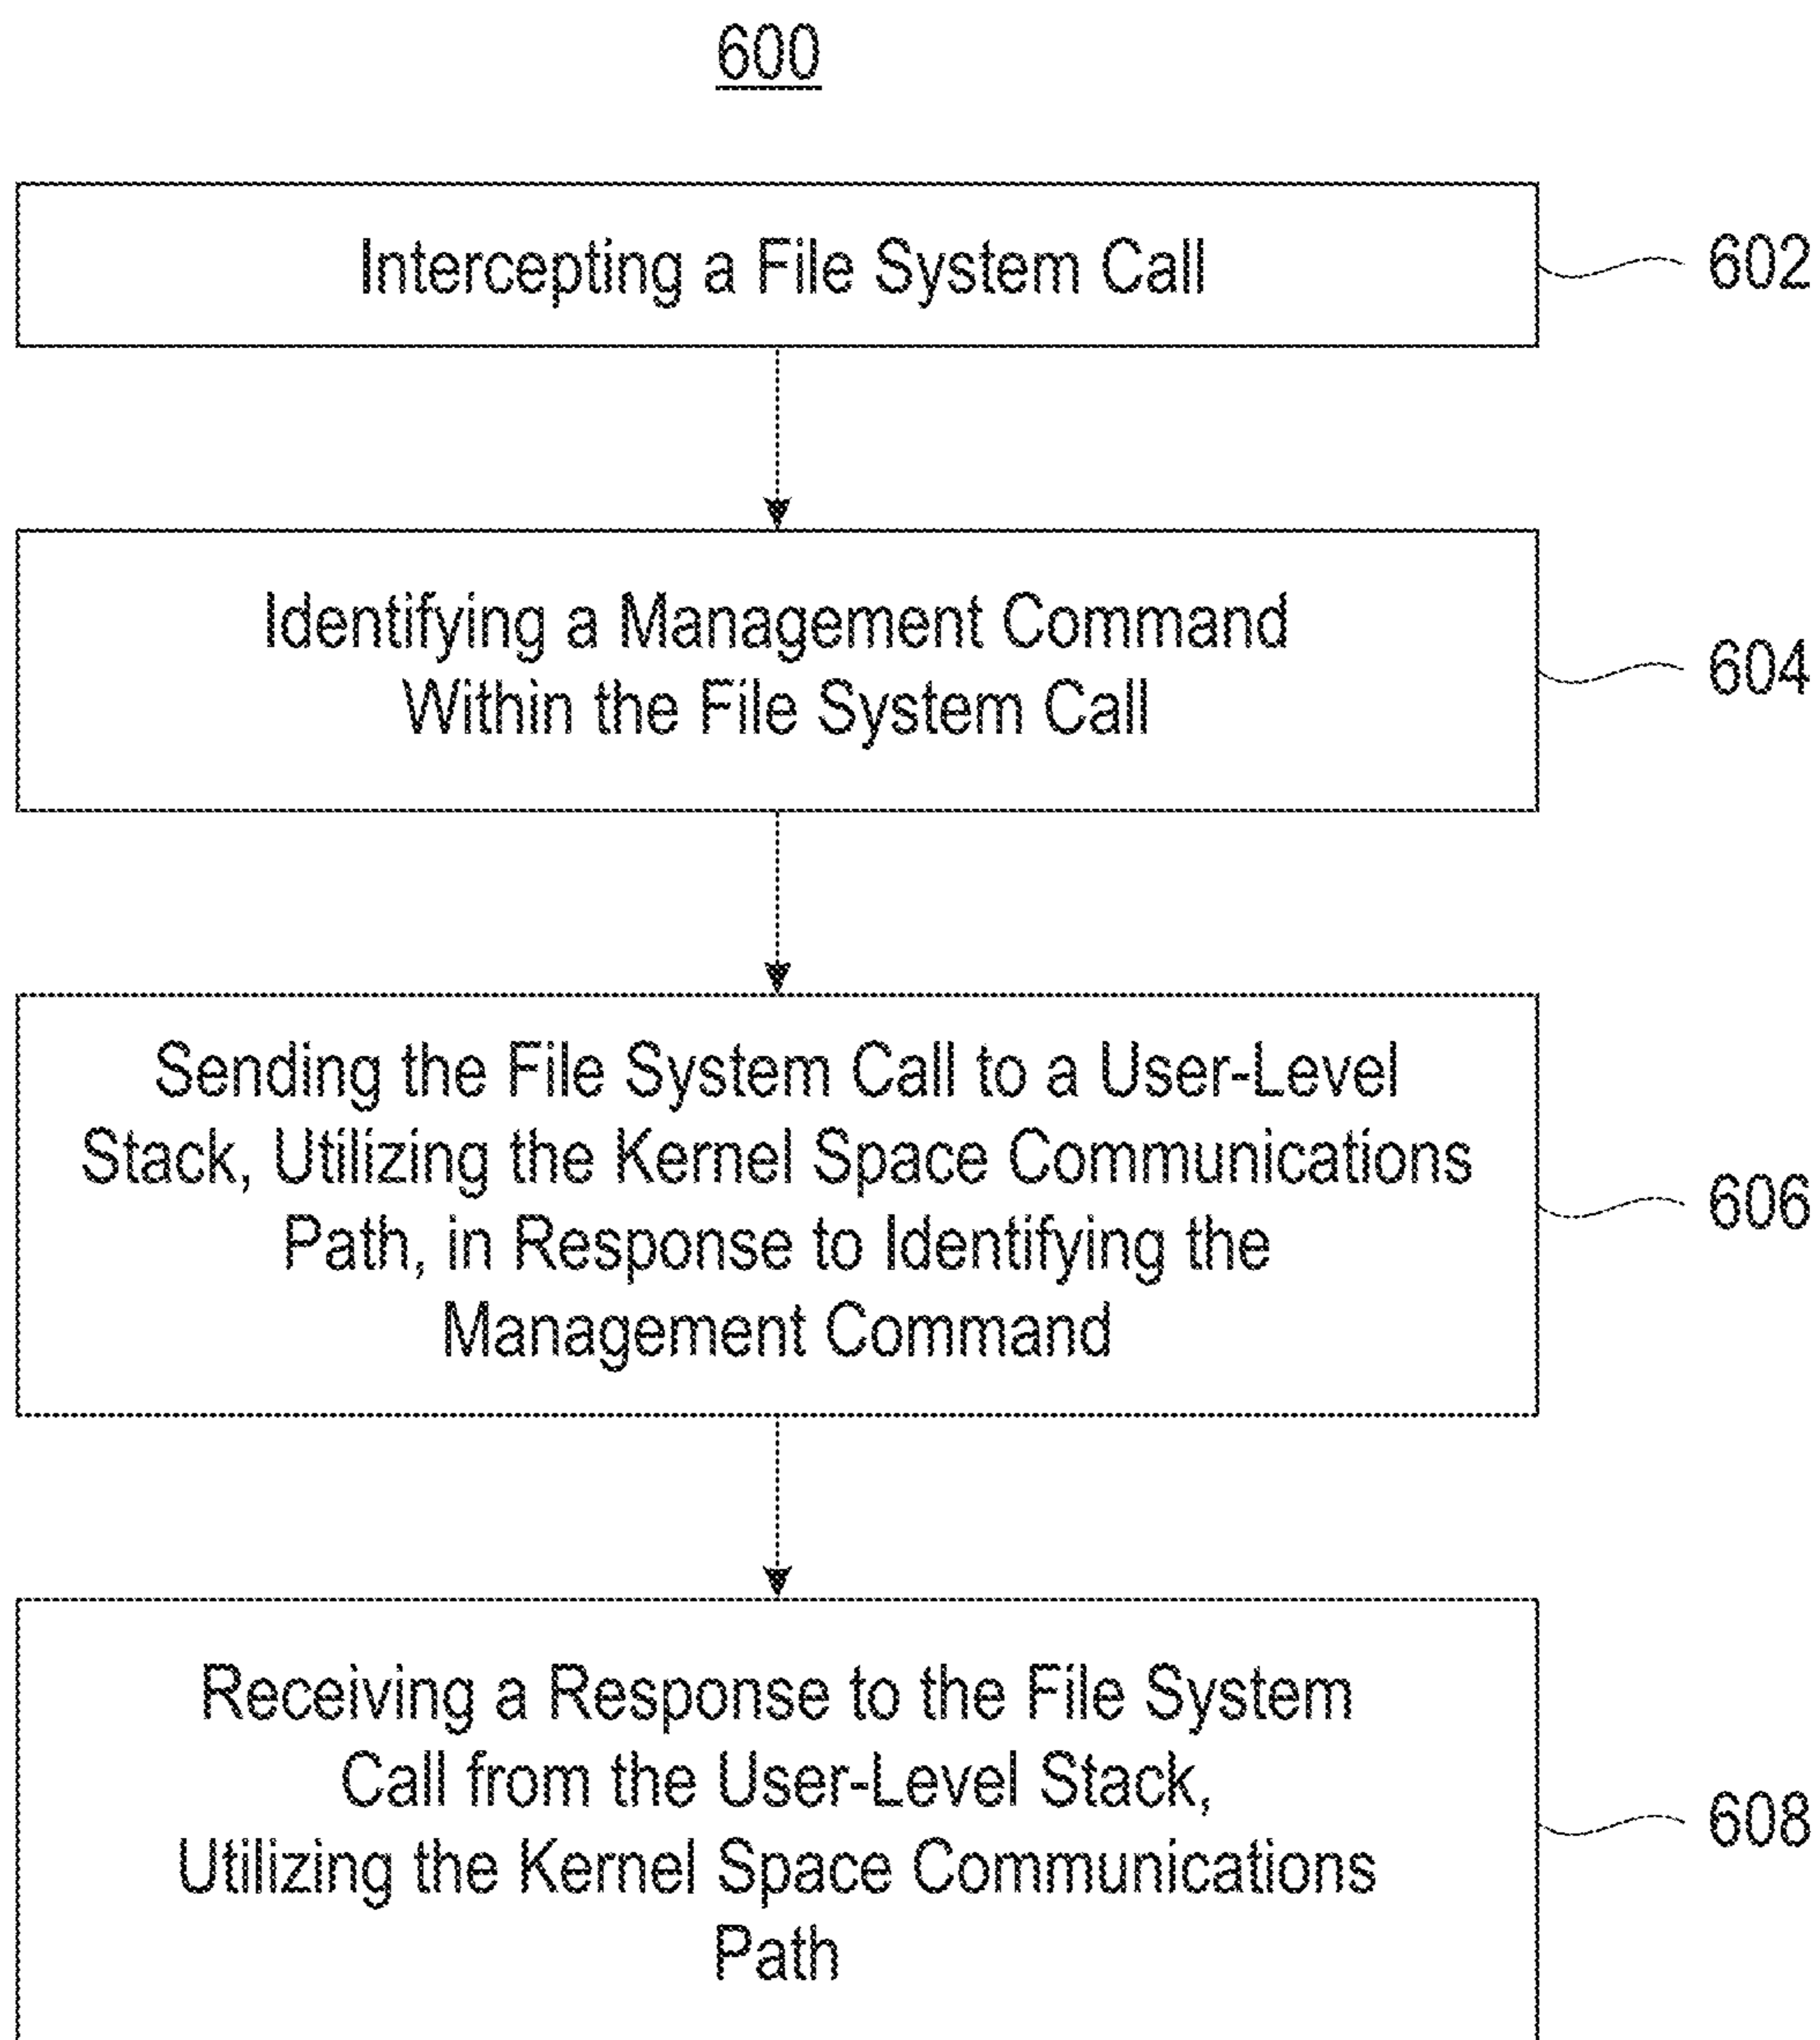 600
Intercepting a File System Call
602
Identifying a Management Command
Within the File System Call
604
Sending the File System Call to a User-Level
Stack, Utilizing the Kernel Space Communications
Path, in Response to Identifying the
Management Command
606
Receiving a Response to the File System
Call from the User-Level Stack,
Utilizing the Kernel Space Communications
Path
608